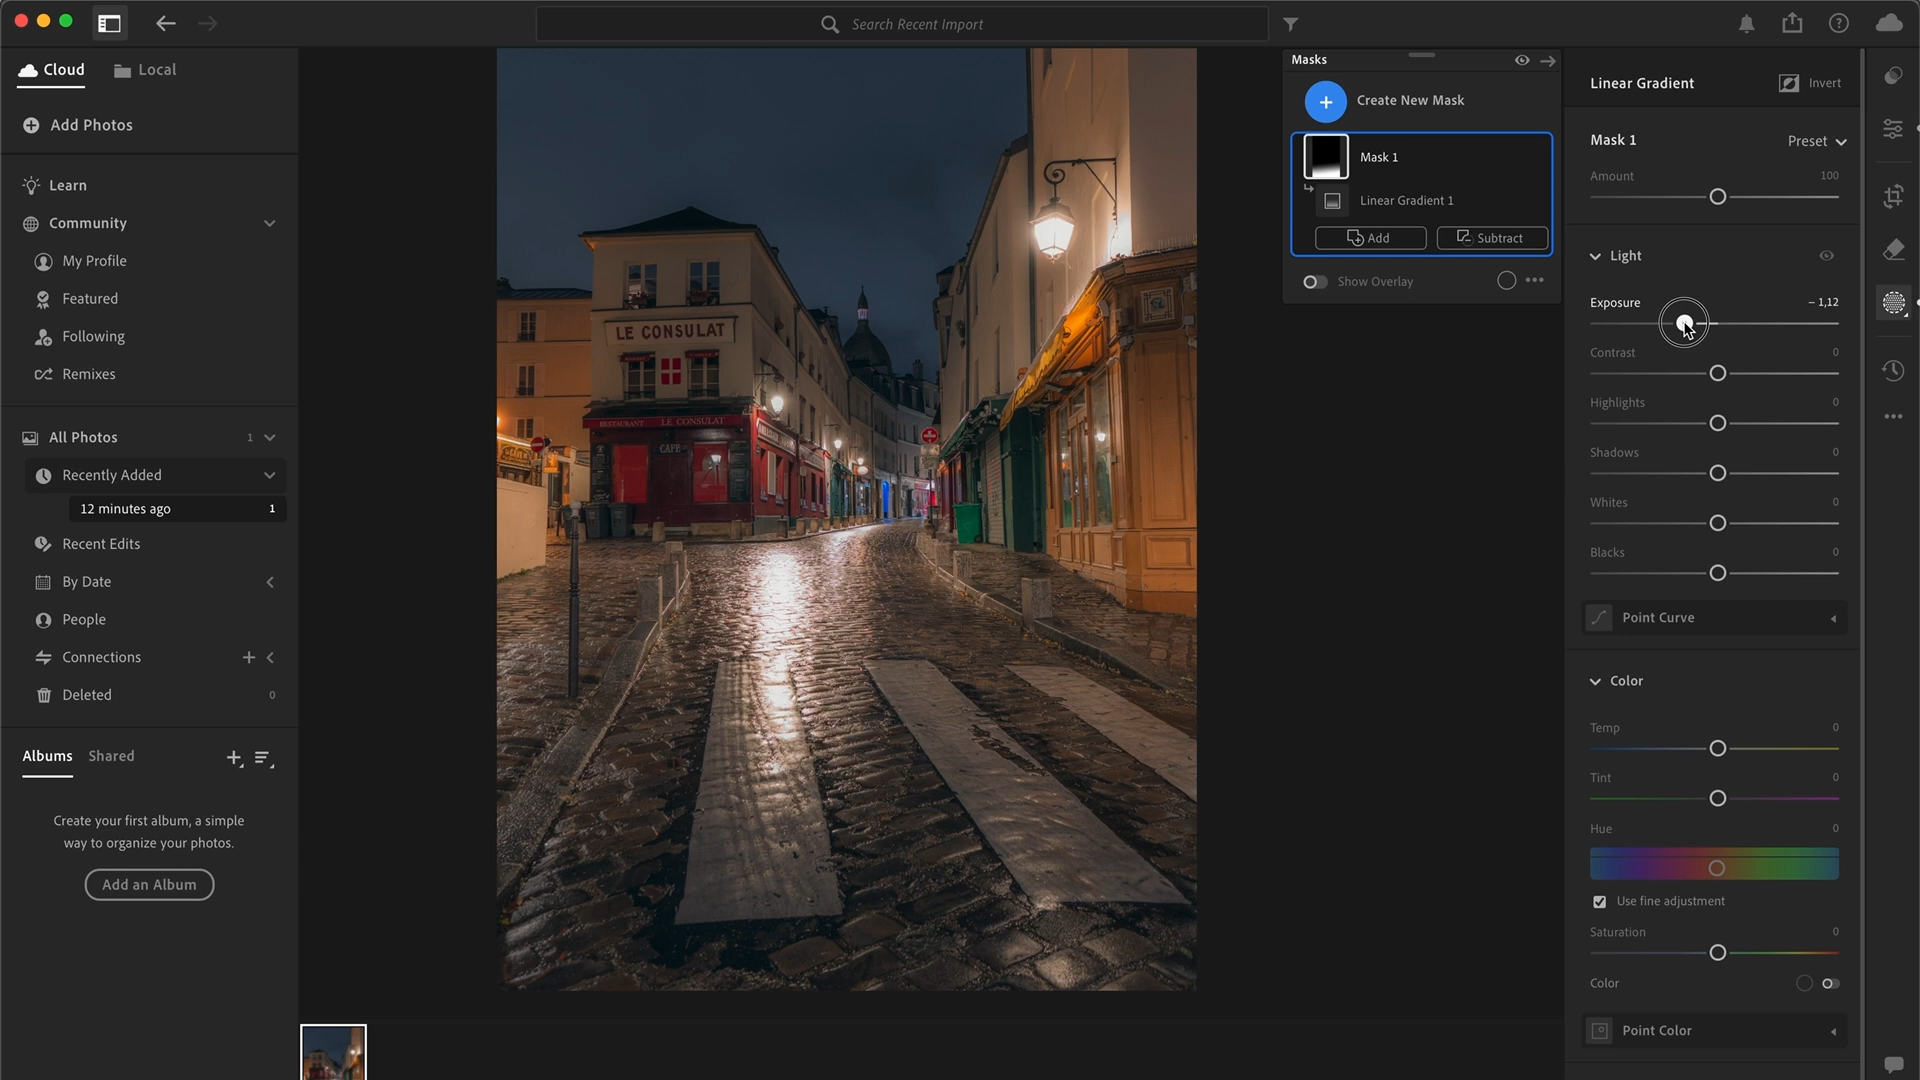 Search Recent Import
Cloud
Local
Add Photos
Learn
Community
My Profile
Featured
Following
Remixes
All Photos 1
Recently Added
12 minutes ago 1
Recent Edits
By Date
People
Connections
Deleted 0
Albums
Shared
Create your first album, a simple
way to organize your photos.
Add an Album
LE CONSULAT
RESTAURANT LE CONSULAT
CAFE
Masks
Create New Mask
Mask 1
Linear Gradient 1
Add
Subtract
Show Overlay
Linear Gradient
Invert
Mask 1
Preset
Amount 100
Light
Exposure – 1,12
Contrast 0
Highlights 0
Shadows 0
Whites 0
Blacks 0
Point Curve
Color
Temp 0
Tint 0
Hue 0
Use fine adjustment
Saturation 0
Color
Point Color